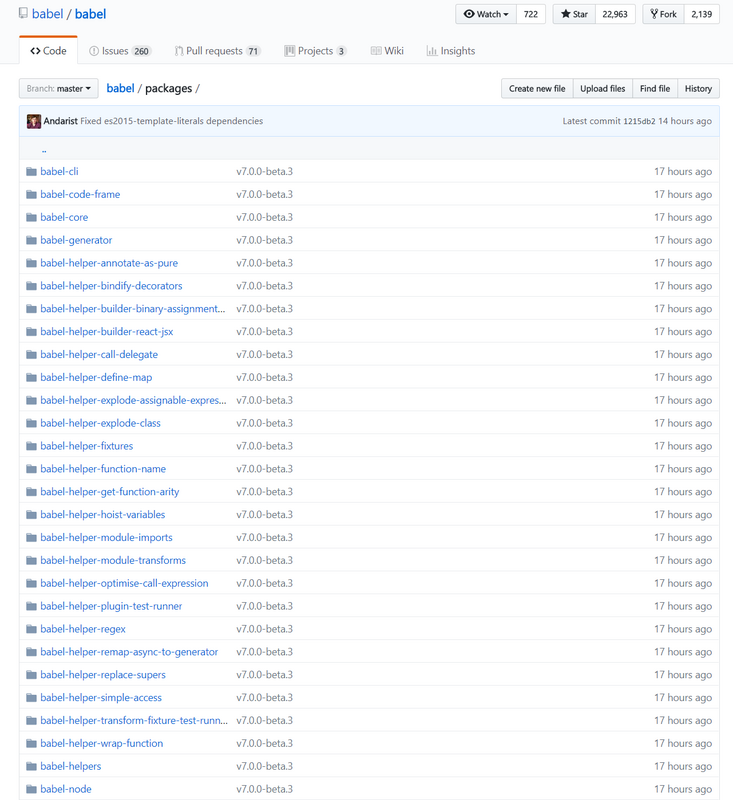 babel / babel
Watch 722 Star 22,963 Fork 2,139
Code Issues 260 Pull requests 71 Projects 3 Wiki Insights
Branch: master babel / packages / Create new file Upload files Find file History
Andarist Fixed es2015-template-literals dependencies Latest commit 1215db2 14 hours ago
..
babel-cli v7.0.0-beta.3 17 hours ago
babel-code-frame v7.0.0-beta.3 17 hours ago
babel-core v7.0.0-beta.3 17 hours ago
babel-generator v7.0.0-beta.3 17 hours ago
babel-helper-annotate-as-pure v7.0.0-beta.3 17 hours ago
babel-helper-bindify-decorators v7.0.0-beta.3 17 hours ago
babel-helper-builder-binary-assignment... v7.0.0-beta.3 17 hours ago
babel-helper-builder-react-jsx v7.0.0-beta.3 17 hours ago
babel-helper-call-delegate v7.0.0-beta.3 17 hours ago
babel-helper-define-map v7.0.0-beta.3 17 hours ago
babel-helper-explode-assignable-expres... v7.0.0-beta.3 17 hours ago
babel-helper-explode-class v7.0.0-beta.3 17 hours ago
babel-helper-fixtures v7.0.0-beta.3 17 hours ago
babel-helper-function-name v7.0.0-beta.3 17 hours ago
babel-helper-get-function-arity v7.0.0-beta.3 17 hours ago
babel-helper-hoist-variables v7.0.0-beta.3 17 hours ago
babel-helper-module-imports v7.0.0-beta.3 17 hours ago
babel-helper-module-transforms v7.0.0-beta.3 17 hours ago
babel-helper-optimise-call-expression v7.0.0-beta.3 17 hours ago
babel-helper-plugin-test-runner v7.0.0-beta.3 17 hours ago
babel-helper-regex v7.0.0-beta.3 17 hours ago
babel-helper-remap-async-to-generator v7.0.0-beta.3 17 hours ago
babel-helper-replace-supers v7.0.0-beta.3 17 hours ago
babel-helper-simple-access v7.0.0-beta.3 17 hours ago
babel-helper-transform-fixture-test-runn... v7.0.0-beta.3 17 hours ago
babel-helper-wrap-function v7.0.0-beta.3 17 hours ago
babel-helpers v7.0.0-beta.3 17 hours ago
babel-node v7.0.0-beta.3 17 hours ago